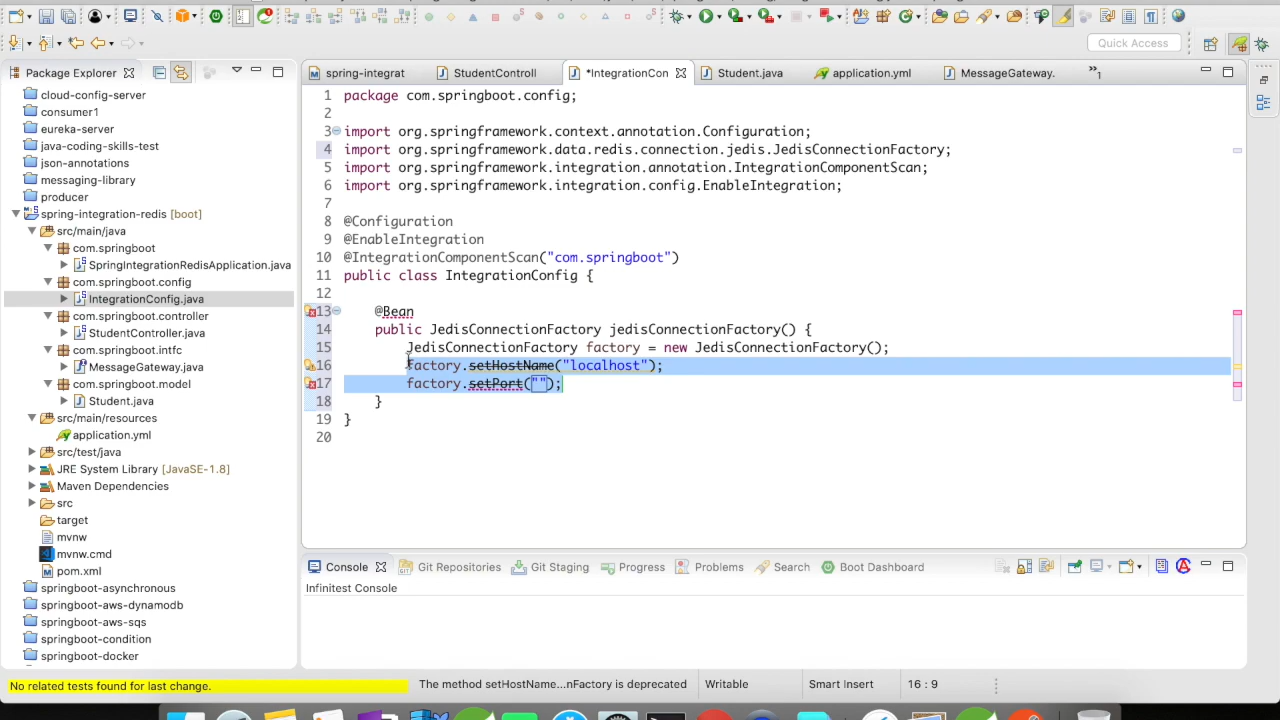 Quick Access
Package Explorer
spring-integrat
StudentControll
*IntegrationCon
Student.java
application.yml
MessageGateway.
»1
cloud-config-server
consumer1
eureka-server
java-coding-skills-test
json-annotations
messaging-library
producer
spring-integration-redis [boot]
src/main/java
com.springboot
SpringIntegrationRedisApplication.java
com.springboot.config
IntegrationConfig.java
com.springboot.controller
StudentController.java
com.springboot.intfc
MessageGateway.java
com.springboot.model
Student.java
src/main/resources
application.yml
src/test/java
JRE System Library [JavaSE-1.8]
Maven Dependencies
src
target
mvnw
mvnw.cmd
pom.xml
springboot-asynchronous
springboot-aws-dynamodb
springboot-aws-sqs
springboot-condition
springboot-docker
1 package com.springboot.config;
2
3 import org.springframework.context.annotation.Configuration;
4 import org.springframework.data.redis.connection.jedis.JedisConnectionFactory;
5 import org.springframework.integration.annotation.IntegrationComponentScan;
6 import org.springframework.integration.config.EnableIntegration;
7
8 @Configuration
9 @EnableIntegration
10 @IntegrationComponentScan("com.springboot")
11 public class IntegrationConfig {
12
13 @Bean
14 public JedisConnectionFactory jedisConnectionFactory() {
15 JedisConnectionFactory factory = new JedisConnectionFactory();
16 factory.setHostName("localhost");
17 factory.setPort("");
18 }
19 }
20
Console
Git Repositories
Git Staging
Progress
Problems
Search
Boot Dashboard
Infinitest Console
No related tests found for last change.
The method setHostName...nFactory is deprecated
Writable
Smart Insert
16 : 9